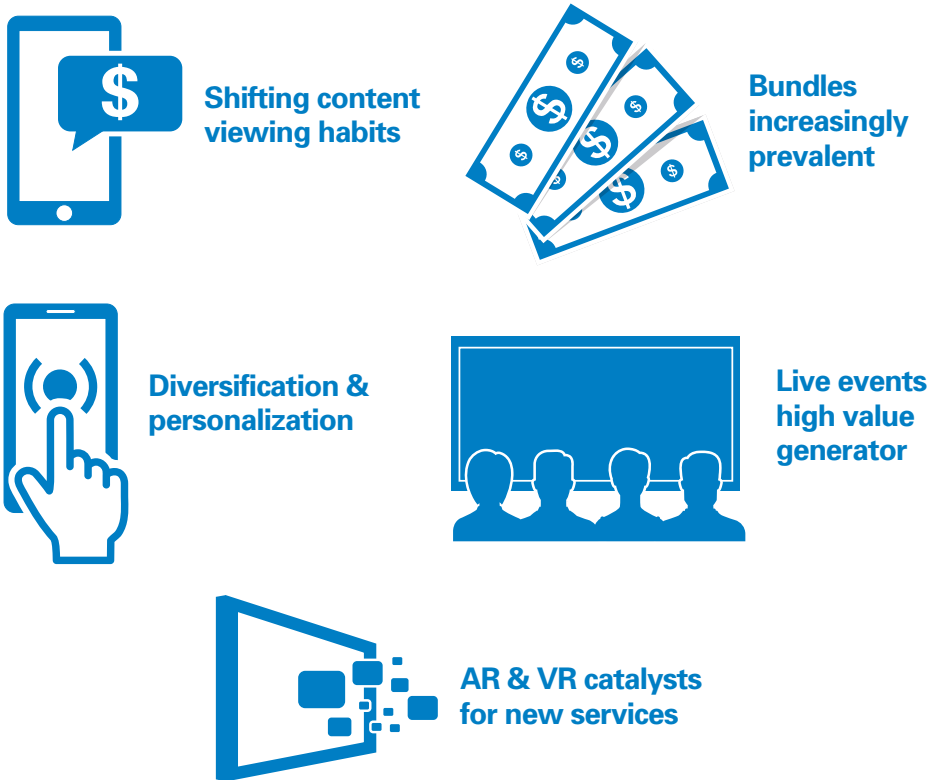 $
Shifting content
viewing habits
$ $ $
$ $ $
$ $
Bundles
increasingly
prevalent
Diversification &
personalization
Live events
high value
generator
AR & VR catalysts
for new services